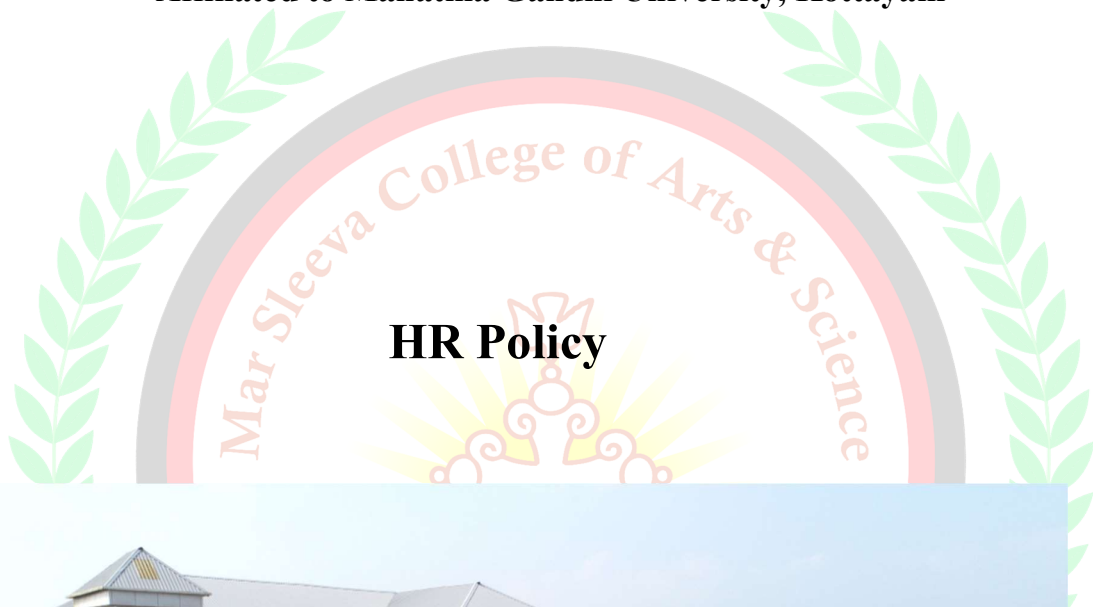 Affiliated to Mahatma Gandhi University, Kottayam
Mar Sleeva College of Arts & Science
HR Policy